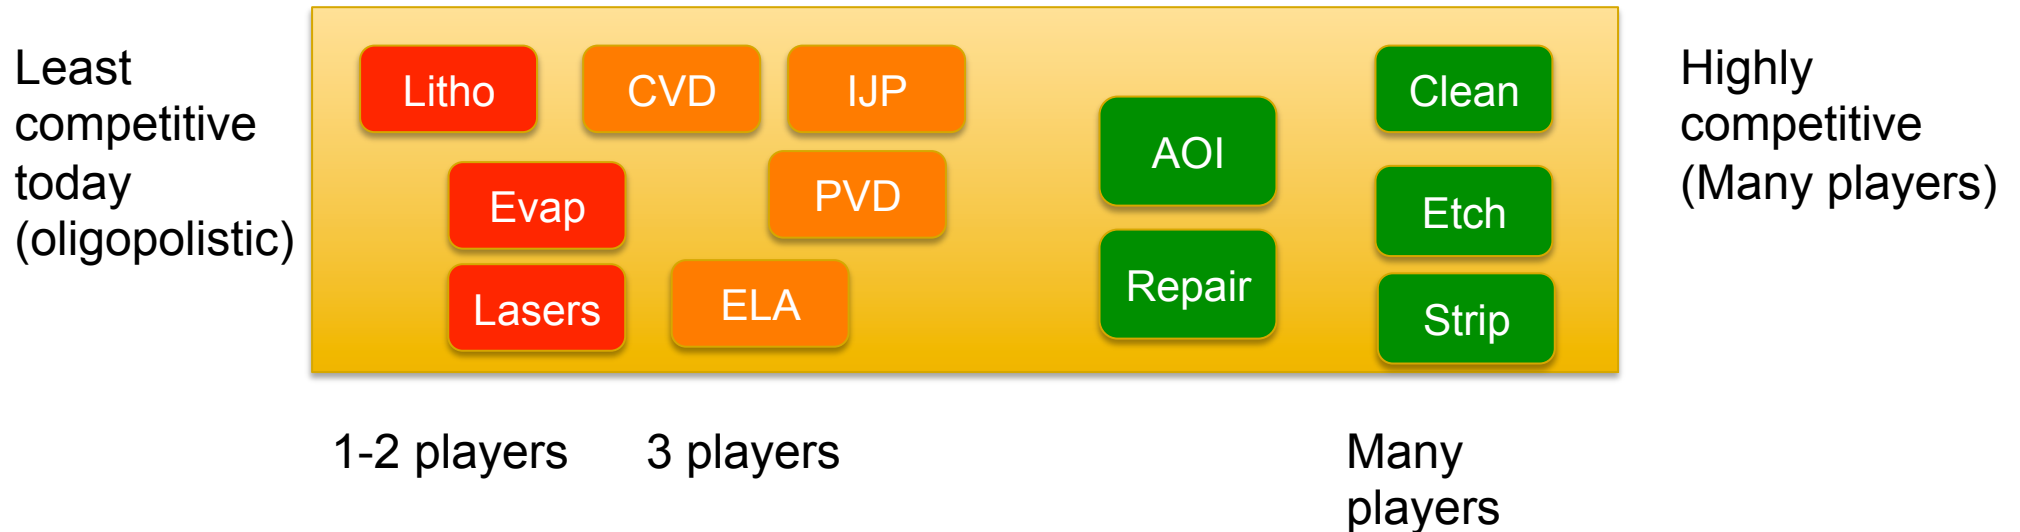 Least
competitive
today
(oligopolistic)
Litho
CVD
IJP
Evap
PVD
Lasers
ELA
AOI
Repair
Clean
Etch
Strip
Highly
competitive
(Many players)
1-2 players
3 players
Many
players